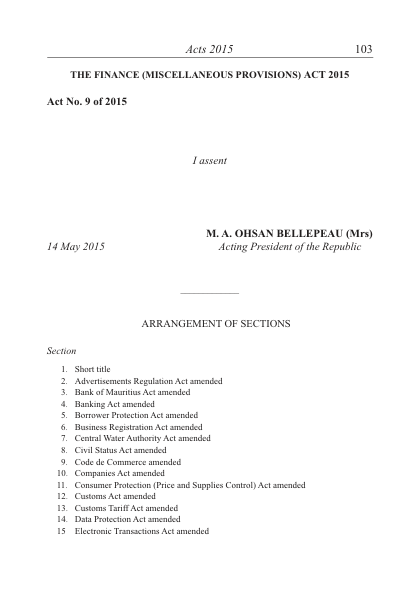 Acts 2015 103
THE FINANCE (MISCELLANEOUS PROVISIONS) ACT 2015
Act No. 9 of 2015
I assent
M. A. OHSAN BELLEPEAU (Mrs)
14 May 2015 Acting President of the Republic
ARRANGEMENT OF SECTIONS
Section
1. Short title
2. Advertisements Regulation Act amended
3. Bank of Mauritius Act amended
4. Banking Act amended
5. Borrower Protection Act amended
6. Business Registration Act amended
7. Central Water Authority Act amended
8. Civil Status Act amended
9. Code de Commerce amended
10. Companies Act amended
11. Consumer Protection (Price and Supplies Control) Act amended
12. Customs Act amended
13. Customs Tariff Act amended
14. Data Protection Act amended
15 Electronic Transactions Act amended